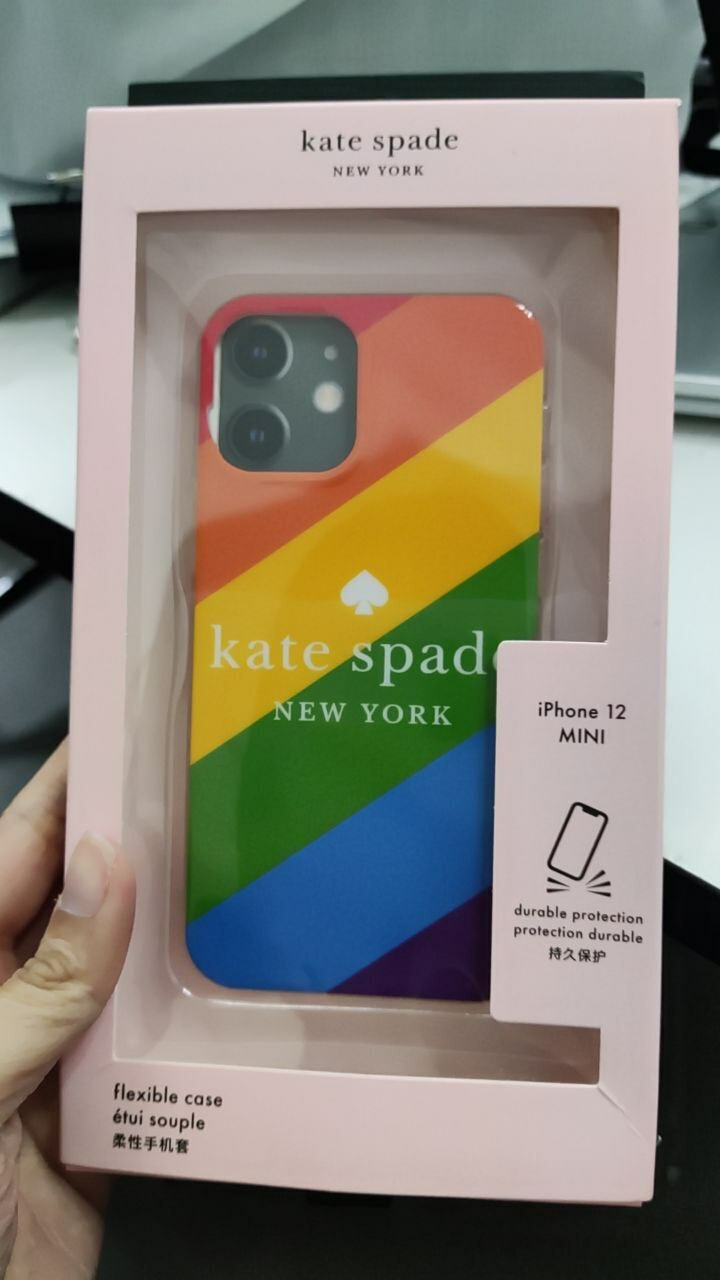 kate spade
NEW YORK
kate spade
NEW YORK
iPhone 12
MINI
durable protection
protection durable
持久保护
flexible case
étui souple
柔性手机套